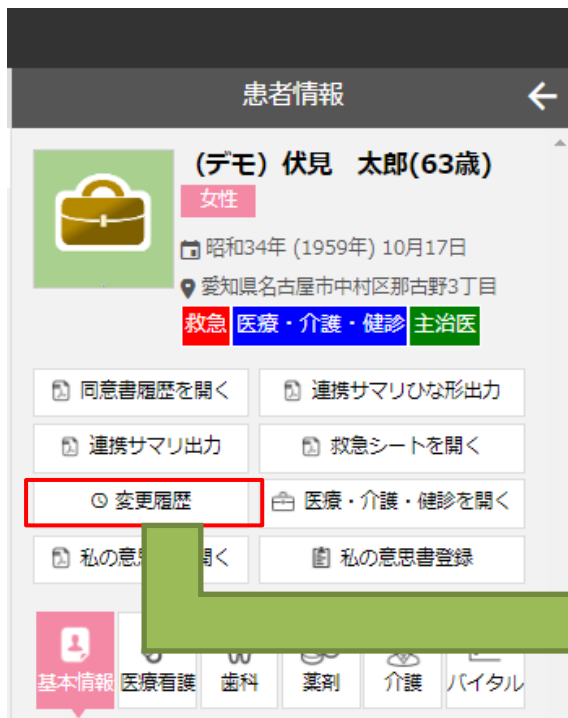 患者情報
(デモ) 伏見 太郎(63歳)
女性
昭和34年 (1959年) 10月17日
愛知県名古屋市中村区那古野3丁目
救急 医療・介護・健診 主治医
同意書履歴を開く 連携サマリひな形出力
連携サマリ出力 救急シートを開く
変更履歴 医療・介護・健診を開く
私の意 開く 私の意思書登録
基本情報 医療看護 歯科 薬剤 介護 バイタル